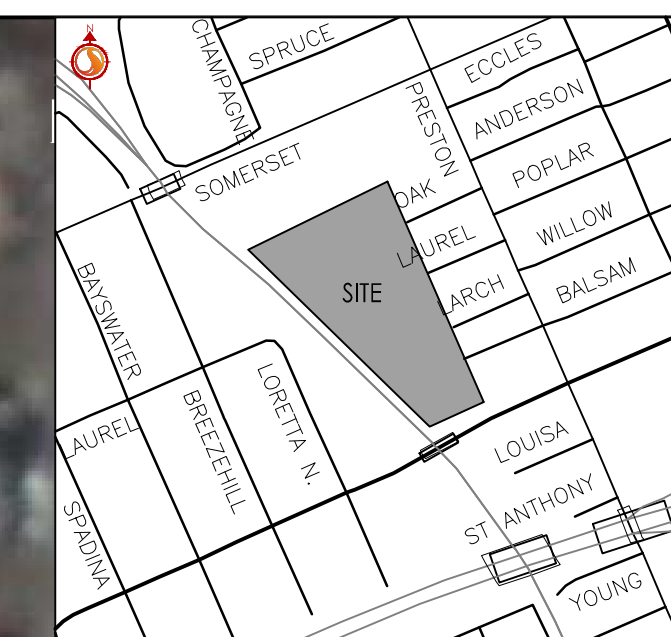 CHAMPAGNE
SPRUCE
ECCLES
PRESTON
ANDERSON
SOMERSET
POPLAR
OAK
WILLOW
LAUREL
BALSAM
BAYSWATER
SITE
LARCH
LORETTA N.
BREEZEHILL
LAUREL
LOUISA
SPADINA
ST ANTHONY
YOUNG